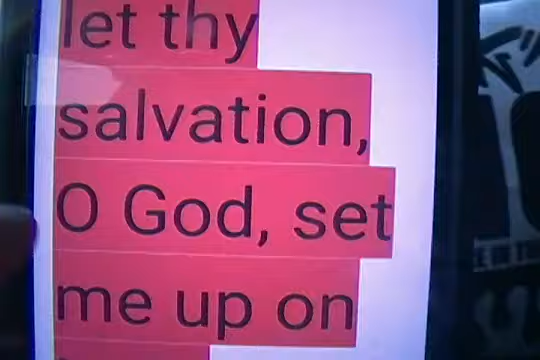 let thy
salvation,
O God, set
me up on